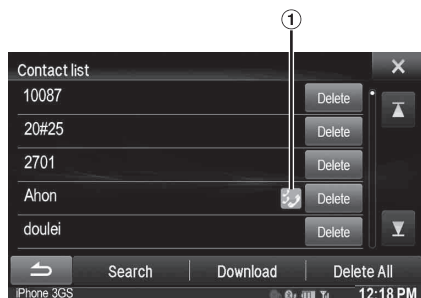 1
Contact list
10087 Delete
20#25 Delete
2701 Delete
Ahon Delete
doulei Delete
Search Download Delete All
iPhone 3GS 12:18 PM